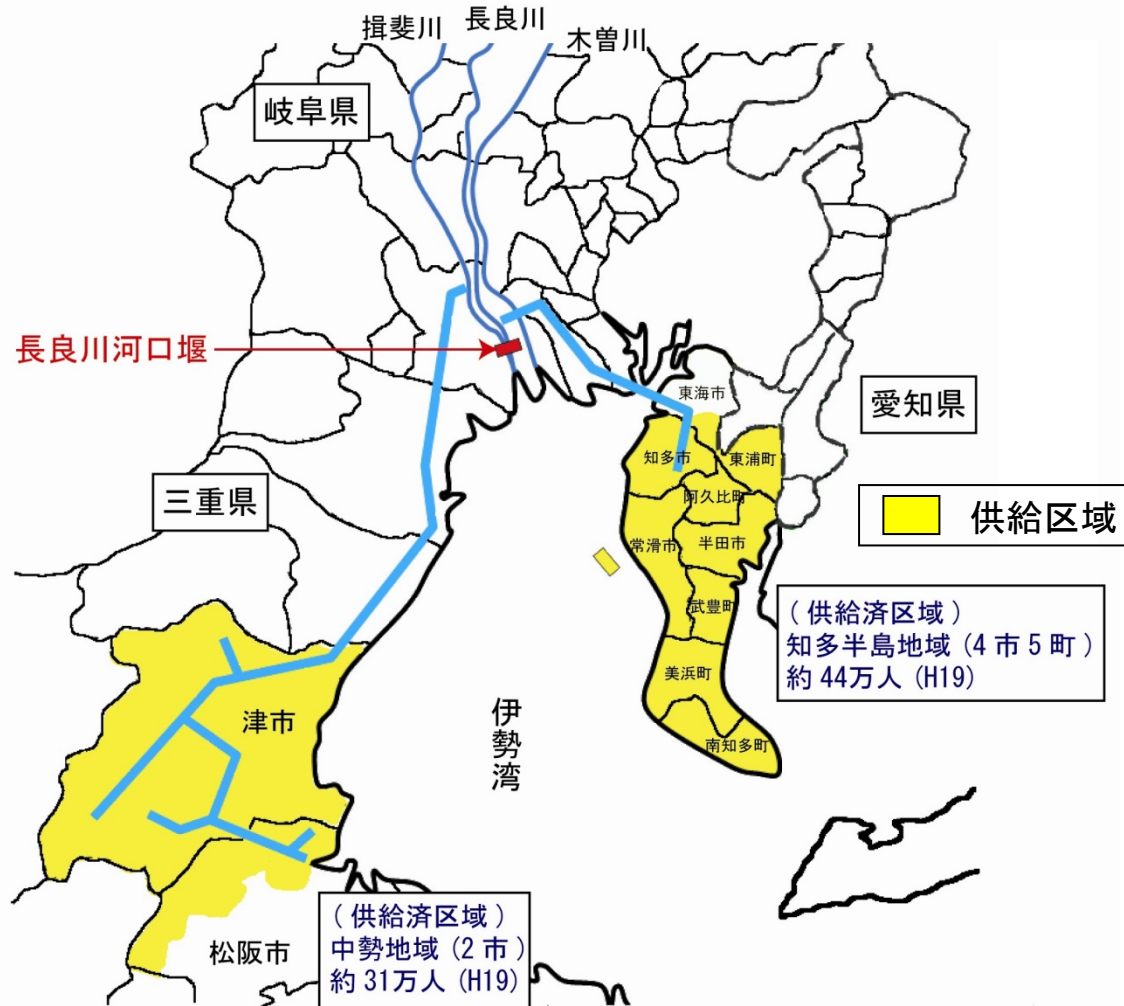 揖斐川
長良川
木曽川
岐阜県
長良川河口堰
東海市
愛知県
知多市
東浦町
阿久比町
三重県
供給区域
常滑市
半田市
武豊町
(供給済区域)
知多半島地域(4市5町)
約44万人(H19)
美浜町
津市
伊勢湾
南知多町
松阪市
(供給済区域)
中勢地域(2市)
約31万人(H19)